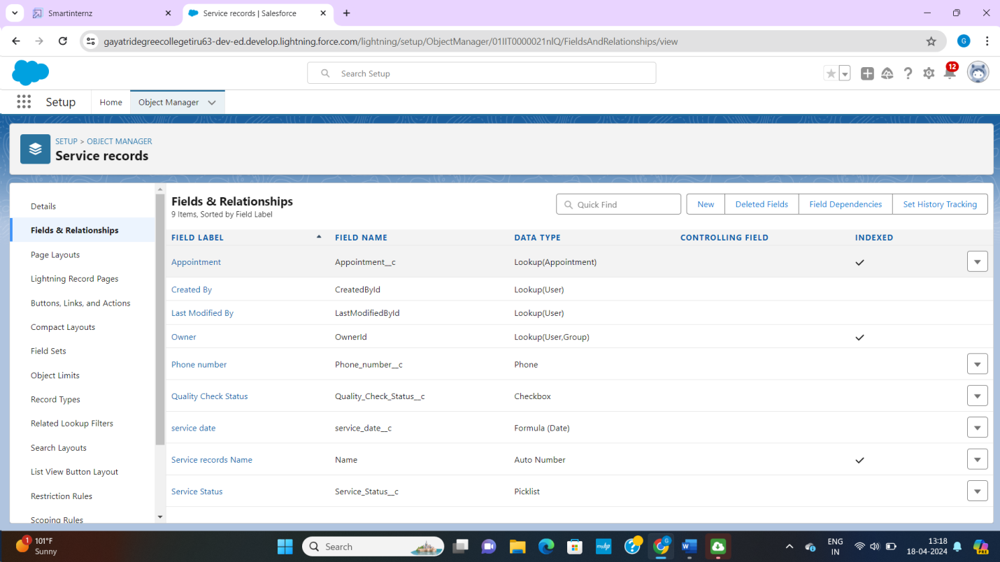 Smartinternz
Service records | Salesforce
gayatridegreecollegetiru63-dev-ed.develop.lightning.force.com/lightning/setup/ObjectManager/01IIT0000021nIQ/FieldsAndRelationships/view
G
Search Setup
12
Setup
Home
Object Manager
SETUP > OBJECT MANAGER
Service records
Details
Fields & Relationships
Page Layouts
Lightning Record Pages
Buttons, Links, and Actions
Compact Layouts
Field Sets
Object Limits
Record Types
Related Lookup Filters
Search Layouts
List View Button Layout
Restriction Rules
Scoping Rules
Fields & Relationships
9 Items, Sorted by Field Label
Quick Find
New
Deleted Fields
Field Dependencies
Set History Tracking
FIELD LABEL FIELD NAME DATA TYPE CONTROLLING FIELD INDEXED
Appointment Appointment__c Lookup(Appointment)
Created By CreatedById Lookup(User)
Last Modified By LastModifiedById Lookup(User)
Owner OwnerId Lookup(User,Group)
Phone number Phone_number__c Phone
Quality Check Status Quality_Check_Status__c Checkbox
service date service_date__c Formula (Date)
Service records Name Name Auto Number
Service Status Service_Status__c Picklist
1
101°F
Sunny
Search
myhp
G
W
ENG
IN
13:18
18-04-2024
PRE